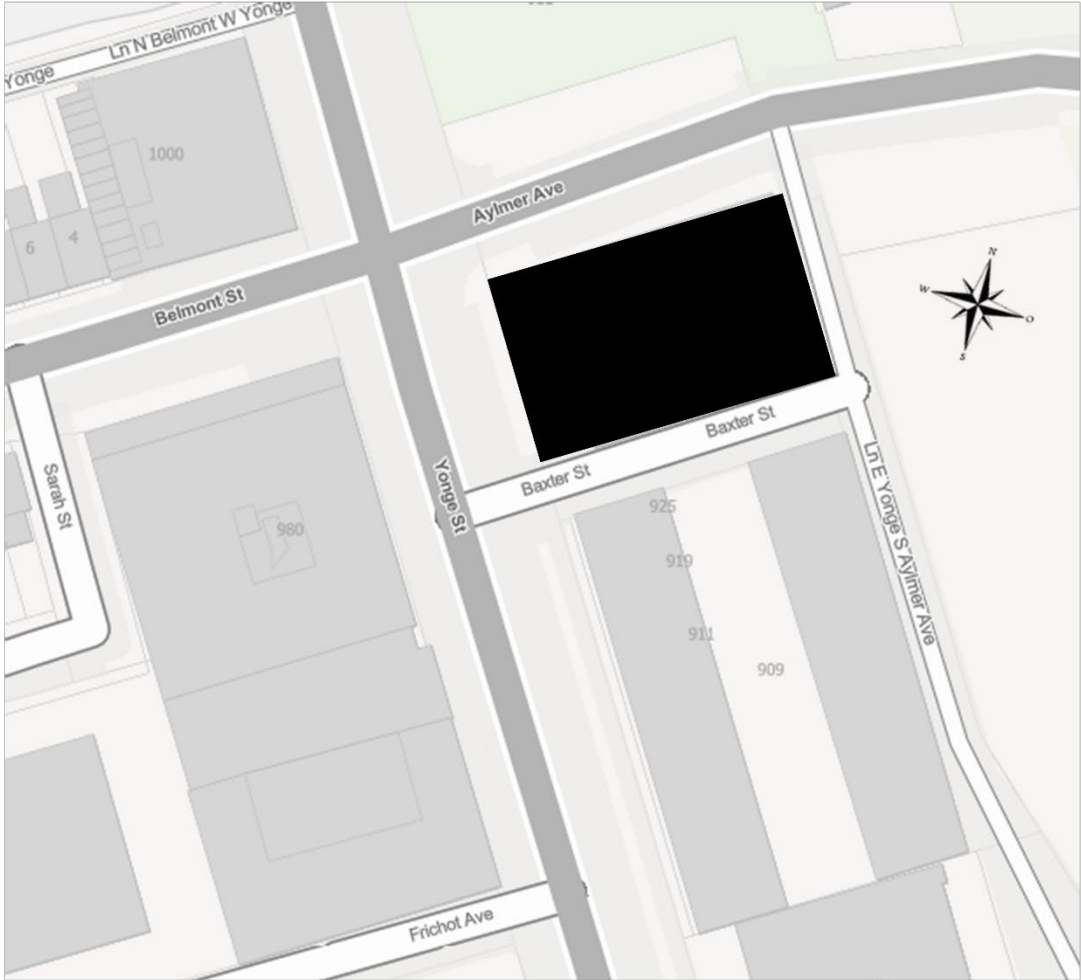 Ln N Belmont W Yonge
Yonge
1000
Aylmer Ave
6
4
N
W
O
S
Belmont St
Baxter St
Sarah St
Yonge St
Baxter St
Ln E Yonge S Aylmer Ave
925
980
919
911
909
Frichot Ave